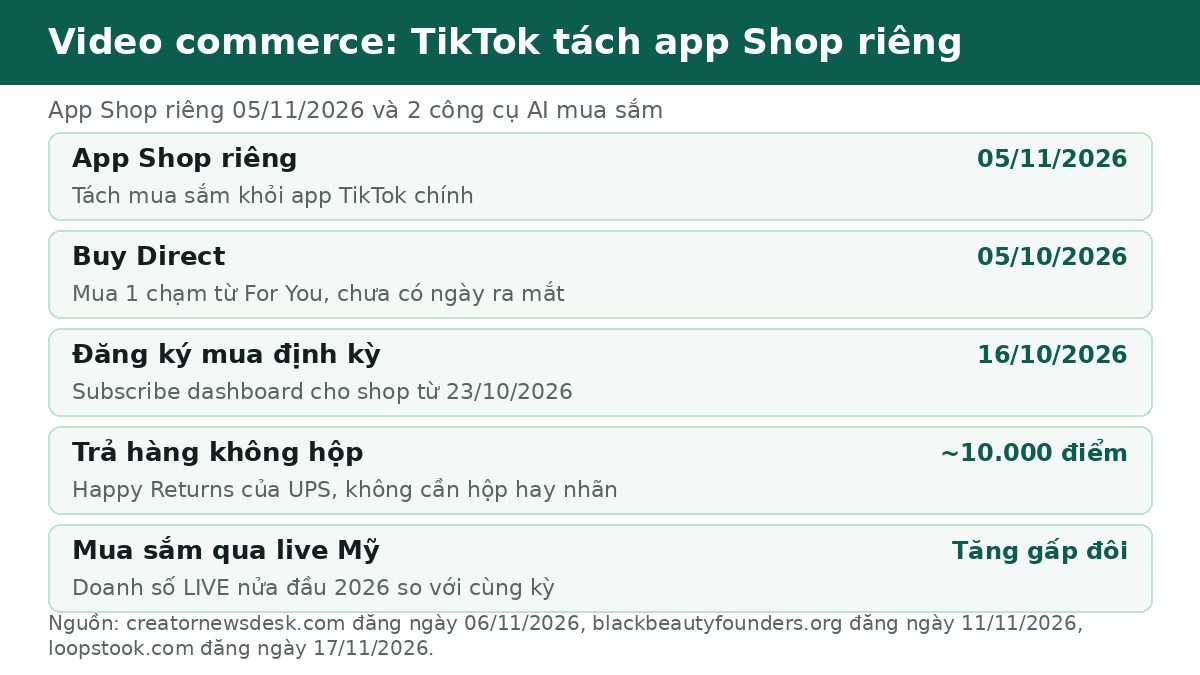 Video commerce: TikTok tách app Shop riêng
App Shop riêng 05/11/2026 và 2 công cụ AI mua sắm
App Shop riêng 05/11/2026
Tách mua sắm khỏi app TikTok chính
Buy Direct 05/10/2026
Mua 1 chạm từ For You, chưa có ngày ra mắt
Đăng ký mua định kỳ 16/10/2026
Subscribe dashboard cho shop từ 23/10/2026
Trả hàng không hộp ~10.000 điểm
Happy Returns của UPS, không cần hộp hay nhãn
Mua sắm qua live Mỹ Tăng gấp đôi
Doanh số LIVE nửa đầu 2026 so với cùng kỳ
Nguồn: creatornewsdesk.com đăng ngày 06/11/2026, blackbeautyfounders.org đăng ngày 11/11/2026,
loopstook.com đăng ngày 17/11/2026.